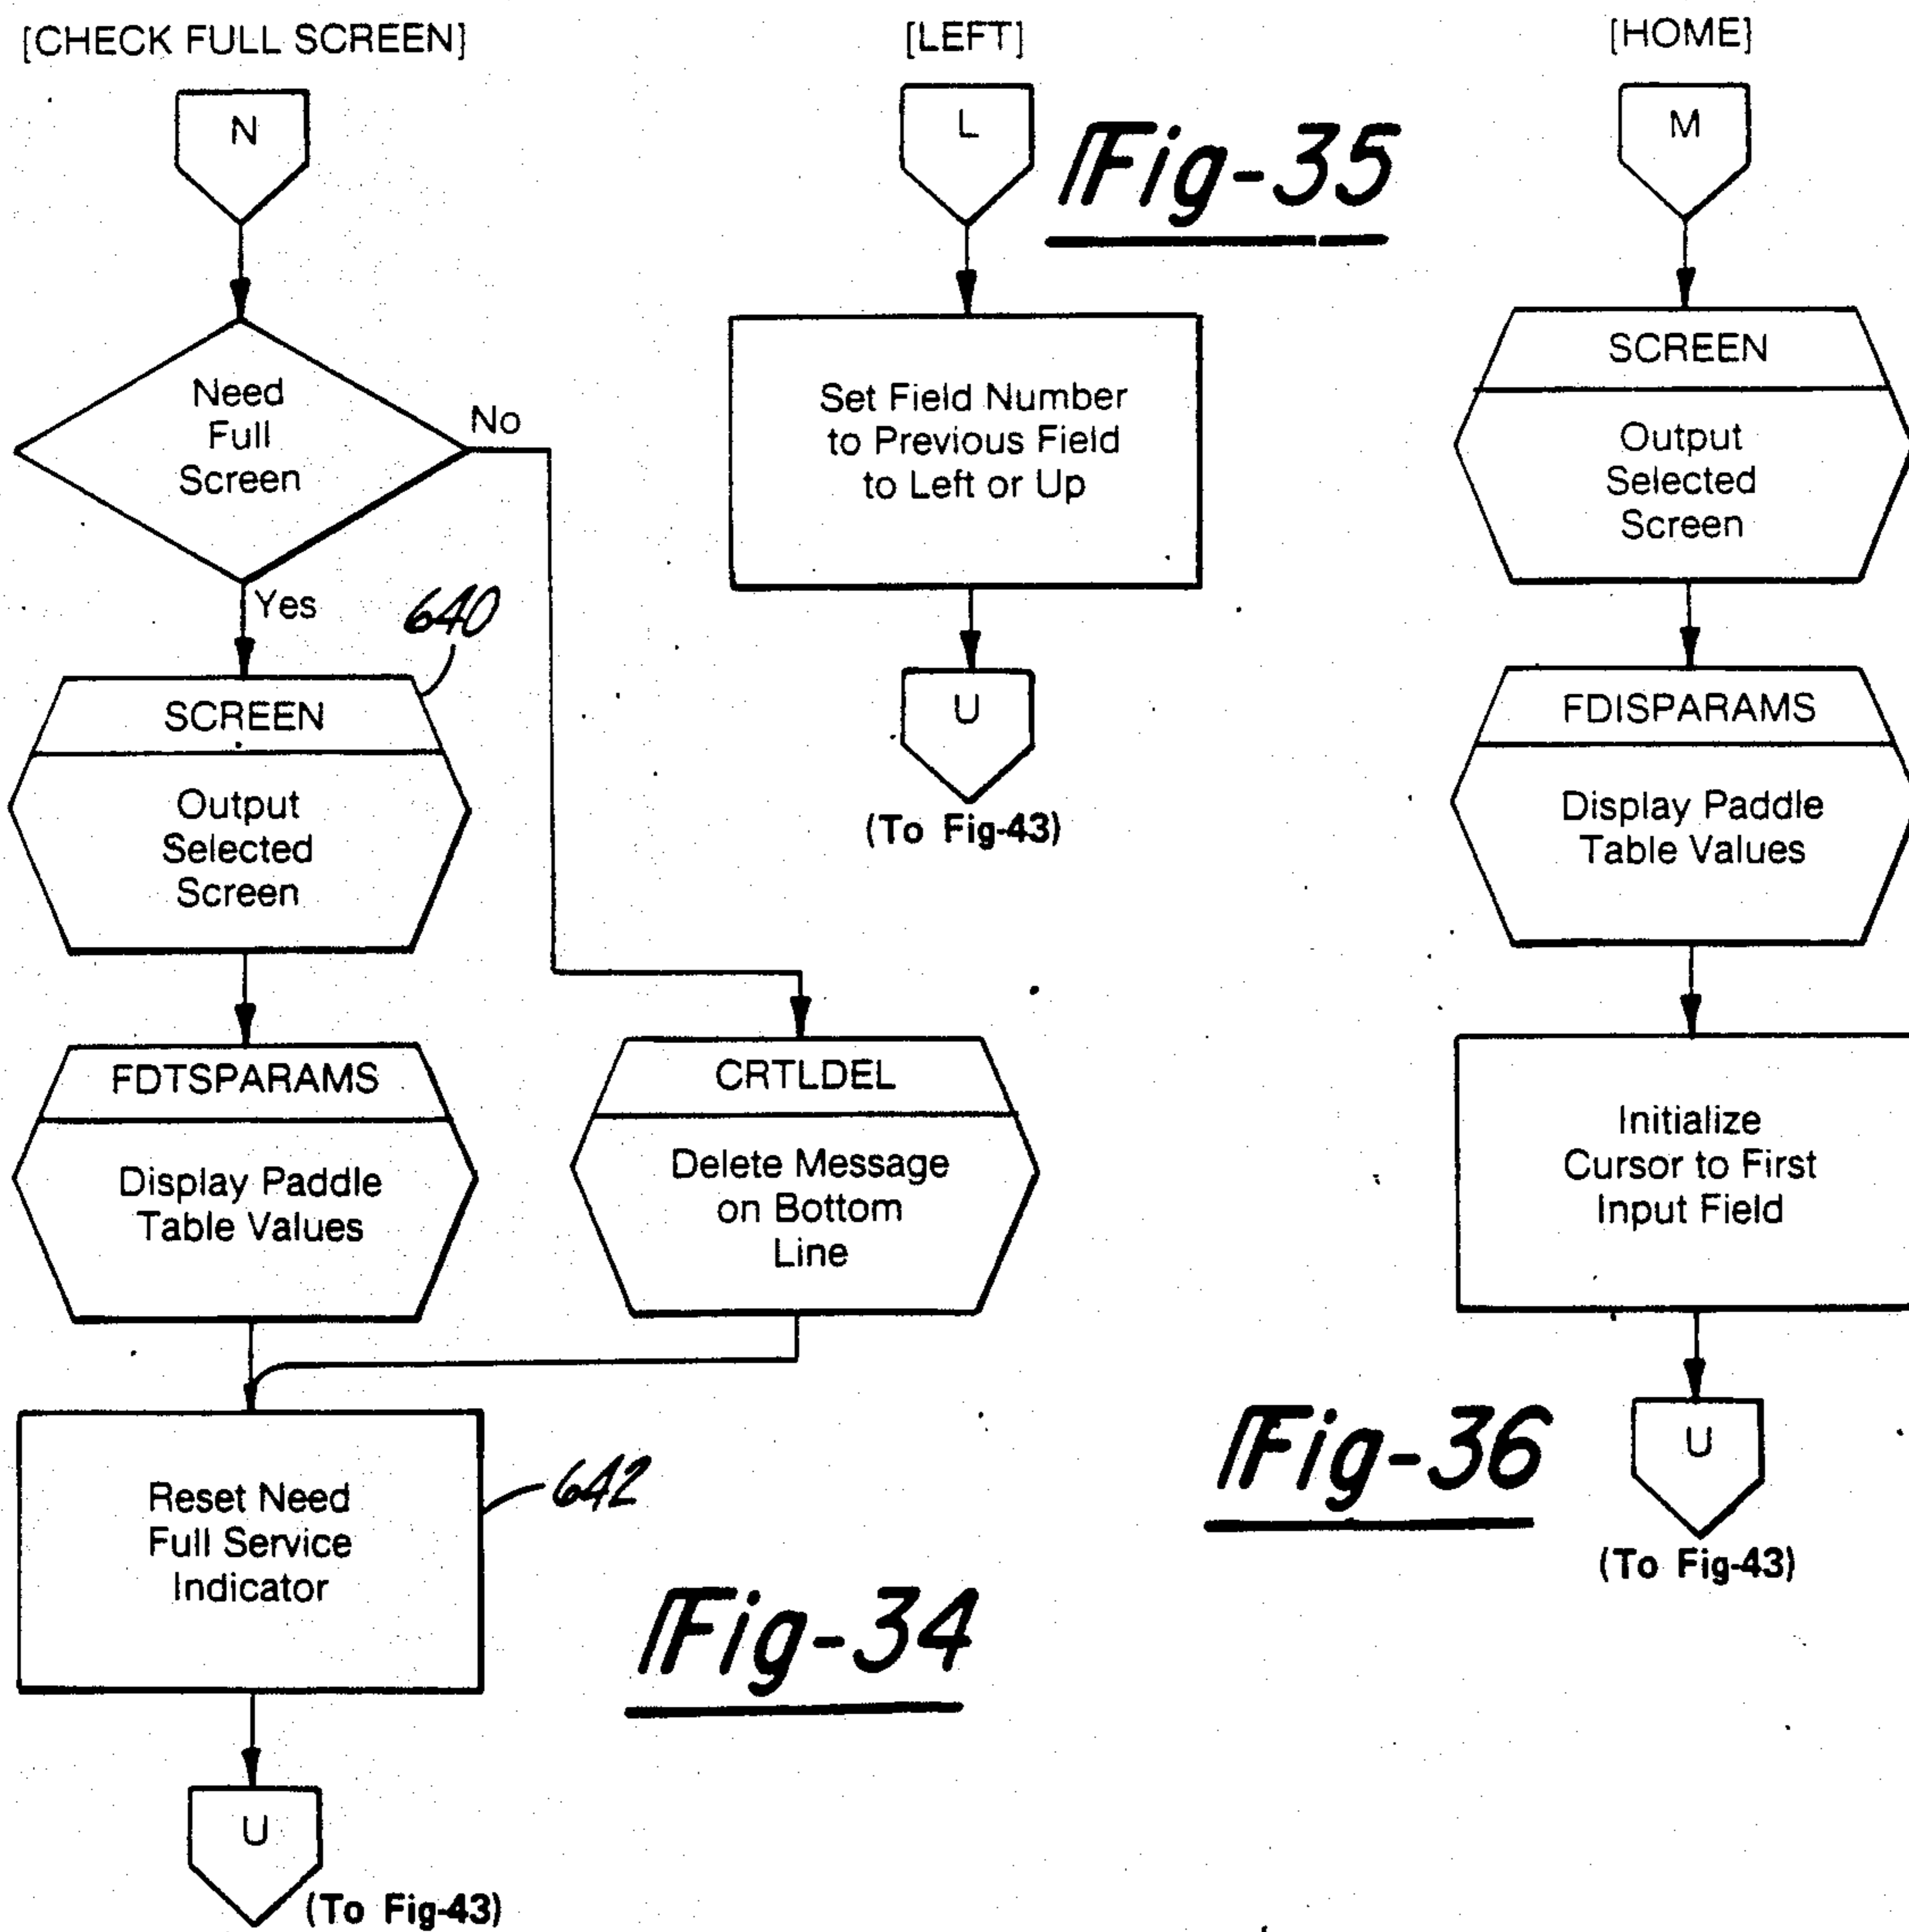 [CHECK FULL SCREEN]
N
Need
Full
Screen
No
Yes
640
SCREEN
Output
Selected
Screen
FDTSPARAMS
Display Paddle
Table Values
CRTLDEL
Delete Message
on Bottom
Line
Reset Need
Full Service
Indicator
642
U
(To Fig-43)
Fig-34
[LEFT]
L
Fig-35
Set Field Number
to Previous Field
to Left or Up
U
(To Fig-43)
[HOME]
M
SCREEN
Output
Selected
Screen
FDISPARAMS
Display Paddle
Table Values
Initialize
Cursor to First
Input Field
U
(To Fig-43)
Fig-36